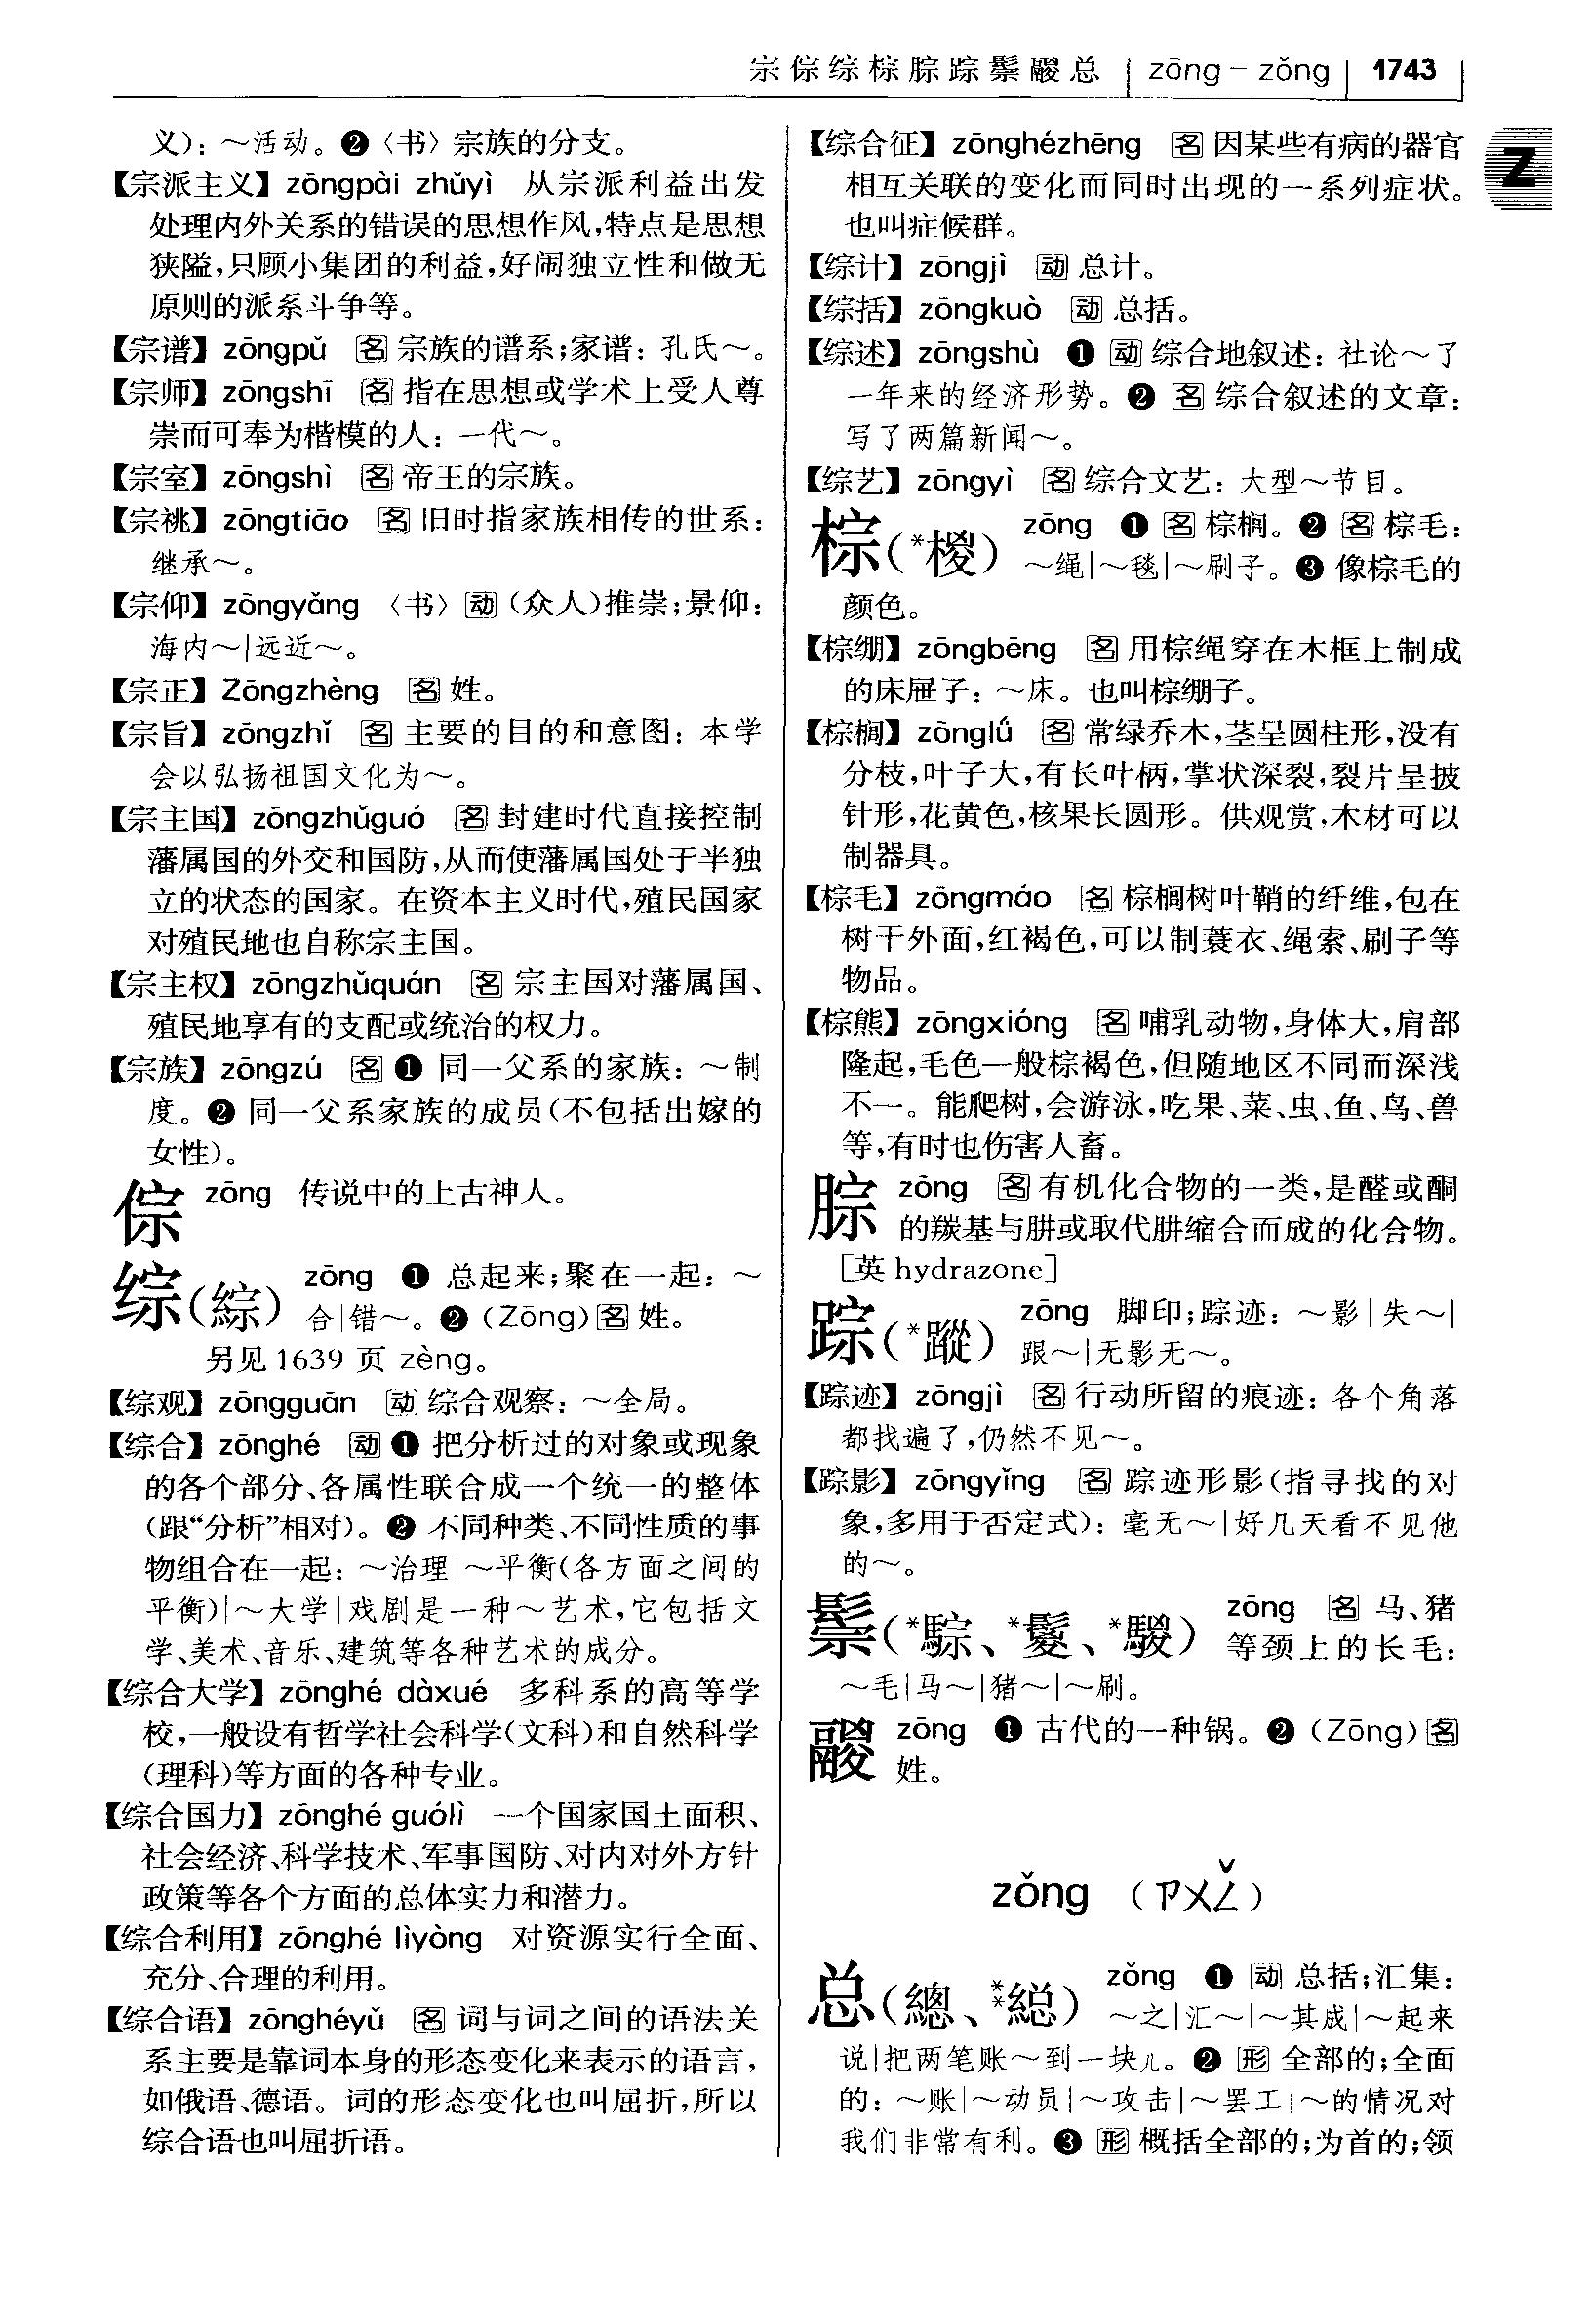 宗倧综棕腙踪鬃鬷总 zōng – zǒng 1743
义）：～活动。❷〈书〉宗族的分支。
【宗派主义】zōngpài zhǔyì 从宗派利益出发
处理内外关系的错误的思想作风，特点是思想
狭隘，只顾小集团的利益，好闹独立性和做无
原则的派系斗争等。
【宗谱】zōngpǔ 名 宗族的谱系；家谱：孔氏～。
【宗师】zōngshī 名 指在思想或学术上受人尊
崇而可奉为楷模的人：一代～。
【宗室】zōngshì 名 帝王的宗族。
【宗祧】zōngtiāo 名 旧时指家族相传的世系：
继承～。
【宗仰】zōngyǎng 〈书〉动（众人）推崇；景仰：
海内～|远近～。
【宗正】Zōngzhèng 名 姓。
【宗旨】zōngzhǐ 名 主要的目的和意图：本学
会以弘扬祖国文化为～。
【宗主国】zōngzhǔguó 名 封建时代直接控制
藩属国的外交和国防，从而使藩属国处于半独
立的状态的国家。在资本主义时代，殖民国家
对殖民地也自称宗主国。
【宗主权】zōngzhǔquán 名 宗主国对藩属国、
殖民地享有的支配或统治的权力。
【宗族】zōngzú 名 ❶ 同一父系的家族：～制
度。❷ 同一父系家族的成员（不包括出嫁的
女性）。
倧 zōng 传说中的上古神人。
综（綜） zōng ❶ 总起来；聚在一起：～
合|错～。❷（Zōng）名 姓。
另见 1639 页 zèng。
【综观】zōngguān 动 综合观察：～全局。
【综合】zōnghé 动 ❶ 把分析过的对象或现象
的各个部分、各属性联合成一个统一的整体
（跟“分析”相对）。❷ 不同种类、不同性质的事
物组合在一起：～治理|～平衡（各方面之间的
平衡）|～大学|戏剧是一种～艺术，它包括文
学、美术、音乐、建筑等各种艺术的成分。
【综合大学】zōnghé dàxué 多科系的高等学
校，一般设有哲学社会科学（文科）和自然科学
（理科）等方面的各种专业。
【综合国力】zōnghé guólì 一个国家国土面积、
社会经济、科学技术、军事国防、对内对外方针
政策等各个方面的总体实力和潜力。
【综合利用】zōnghé lìyòng 对资源实行全面、
充分、合理的利用。
【综合语】zōnghéyǔ 名 词与词之间的语法关
系主要是靠词本身的形态变化来表示的语言，
如俄语、德语。词的形态变化也叫屈折，所以
综合语也叫屈折语。
【综合征】zōnghézhēng 名 因某些有病的器官
相互关联的变化而同时出现的一系列症状。
也叫症候群。
【综计】zōngjì 动 总计。
【综括】zōngkuò 动 总括。
【综述】zōngshù ❶ 动 综合地叙述：社论～了
一年来的经济形势。❷ 名 综合叙述的文章：
写了两篇新闻～。
【综艺】zōngyì 名 综合文艺：大型～节目。
棕（*椶） zōng ❶ 名 棕榈。❷ 名 棕毛：
～绳|～毯|～刷子。❸ 像棕毛的
颜色。
【棕绷】zōngbēng 名 用棕绳穿在木框上制成
的床屉子：～床。也叫棕绷子。
【棕榈】zōnglǘ 名 常绿乔木，茎呈圆柱形，没有
分枝，叶子大，有长叶柄，掌状深裂，裂片呈披
针形，花黄色，核果长圆形。供观赏，木材可以
制器具。
【棕毛】zōngmáo 名 棕榈树叶鞘的纤维，包在
树干外面，红褐色，可以制蓑衣、绳索、刷子等
物品。
【棕熊】zōngxióng 名 哺乳动物，身体大，肩部
隆起，毛色一般棕褐色，但随地区不同而深浅
不一。能爬树，会游泳，吃果、菜、虫、鱼、鸟、兽
等，有时也伤害人畜。
腙 zōng 名 有机化合物的一类，是醛或酮
的羰基与肼或取代肼缩合而成的化合物。
［英 hydrazone］
踪（*蹤） zōng 脚印；踪迹：～影|失～|
跟～|无影无～。
【踪迹】zōngjì 名 行动所留的痕迹：各个角落
都找遍了，仍然不见～。
【踪影】zōngyǐng 名 踪迹形影（指寻找的对
象，多用于否定式）：毫无～|好几天看不见他
的～。
鬃（*騌、*鬉、*騣） zōng 名 马、猪
等颈上的长毛：
～毛|马～|猪～|～刷。
鬷 zōng ❶ 古代的一种锅。❷（Zōng）名
姓。
Z
zǒng （ㄗㄨㄥˇ）
总（總、**緫） zǒng ❶ 动 总括；汇集：
～之|汇～|～其成|～起来
说|把两笔账～到一块儿。❷ 形 全部的；全面
的：～账|～动员|～攻击|～罢工|～的情况对
我们非常有利。❸ 形 概括全部的；为首的；领